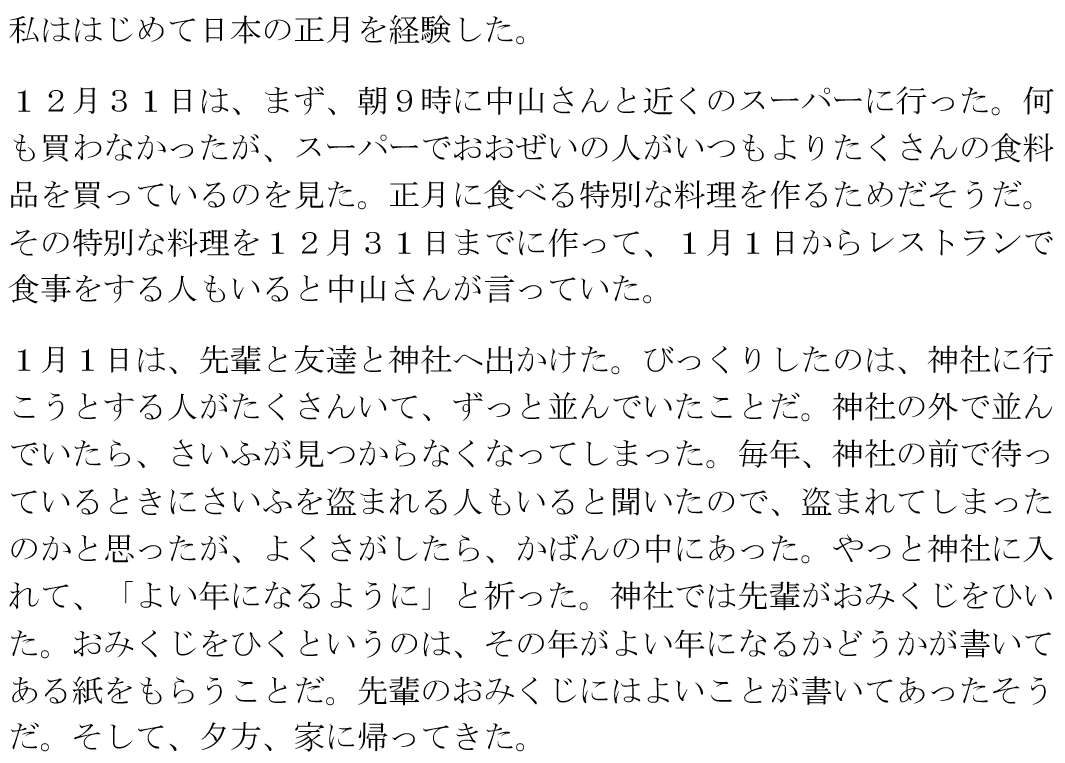 私ははじめて日本の正月を経験した。
１２月３１日は、まず、朝９時に中山さんと近くのスーパーに行った。何
も買わなかったが、スーパーでおおぜいの人がいつもよりたくさんの食料
品を買っているのを見た。正月に食べる特別な料理を作るためだそうだ。
その特別な料理を１２月３１日までに作って、１月１日からレストランで
食事をする人もいると中山さんが言っていた。
１月１日は、先輩と友達と神社へ出かけた。びっくりしたのは、神社に行
こうとする人がたくさんいて、ずっと並んでいたことだ。神社の外で並ん
でいたら、さいふが見つからなくなってしまった。毎年、神社の前で待っ
ているときにさいふを盗まれる人もいると聞いたので、盗まれてしまった
のかと思ったが、よくさがしたら、かばんの中にあった。やっと神社に入
れて、「よい年になるように」と祈った。神社では先輩がおみくじをひい
た。おみくじをひくというのは、その年がよい年になるかどうかが書いて
ある紙をもらうことだ。先輩のおみくじにはよいことが書いてあったそう
だ。そして、夕方、家に帰ってきた。